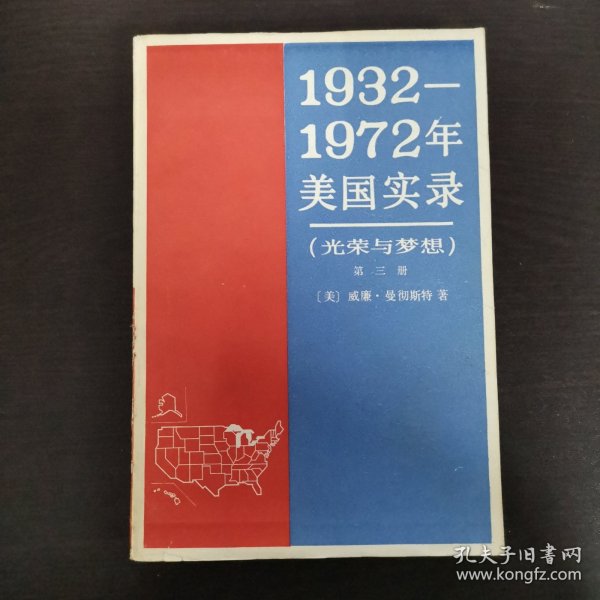 1932—
1972年
美国实录
(光荣与梦想)
第三册
〔美〕威廉·曼彻斯特 著
孔夫子旧書网
www.kongfz.com